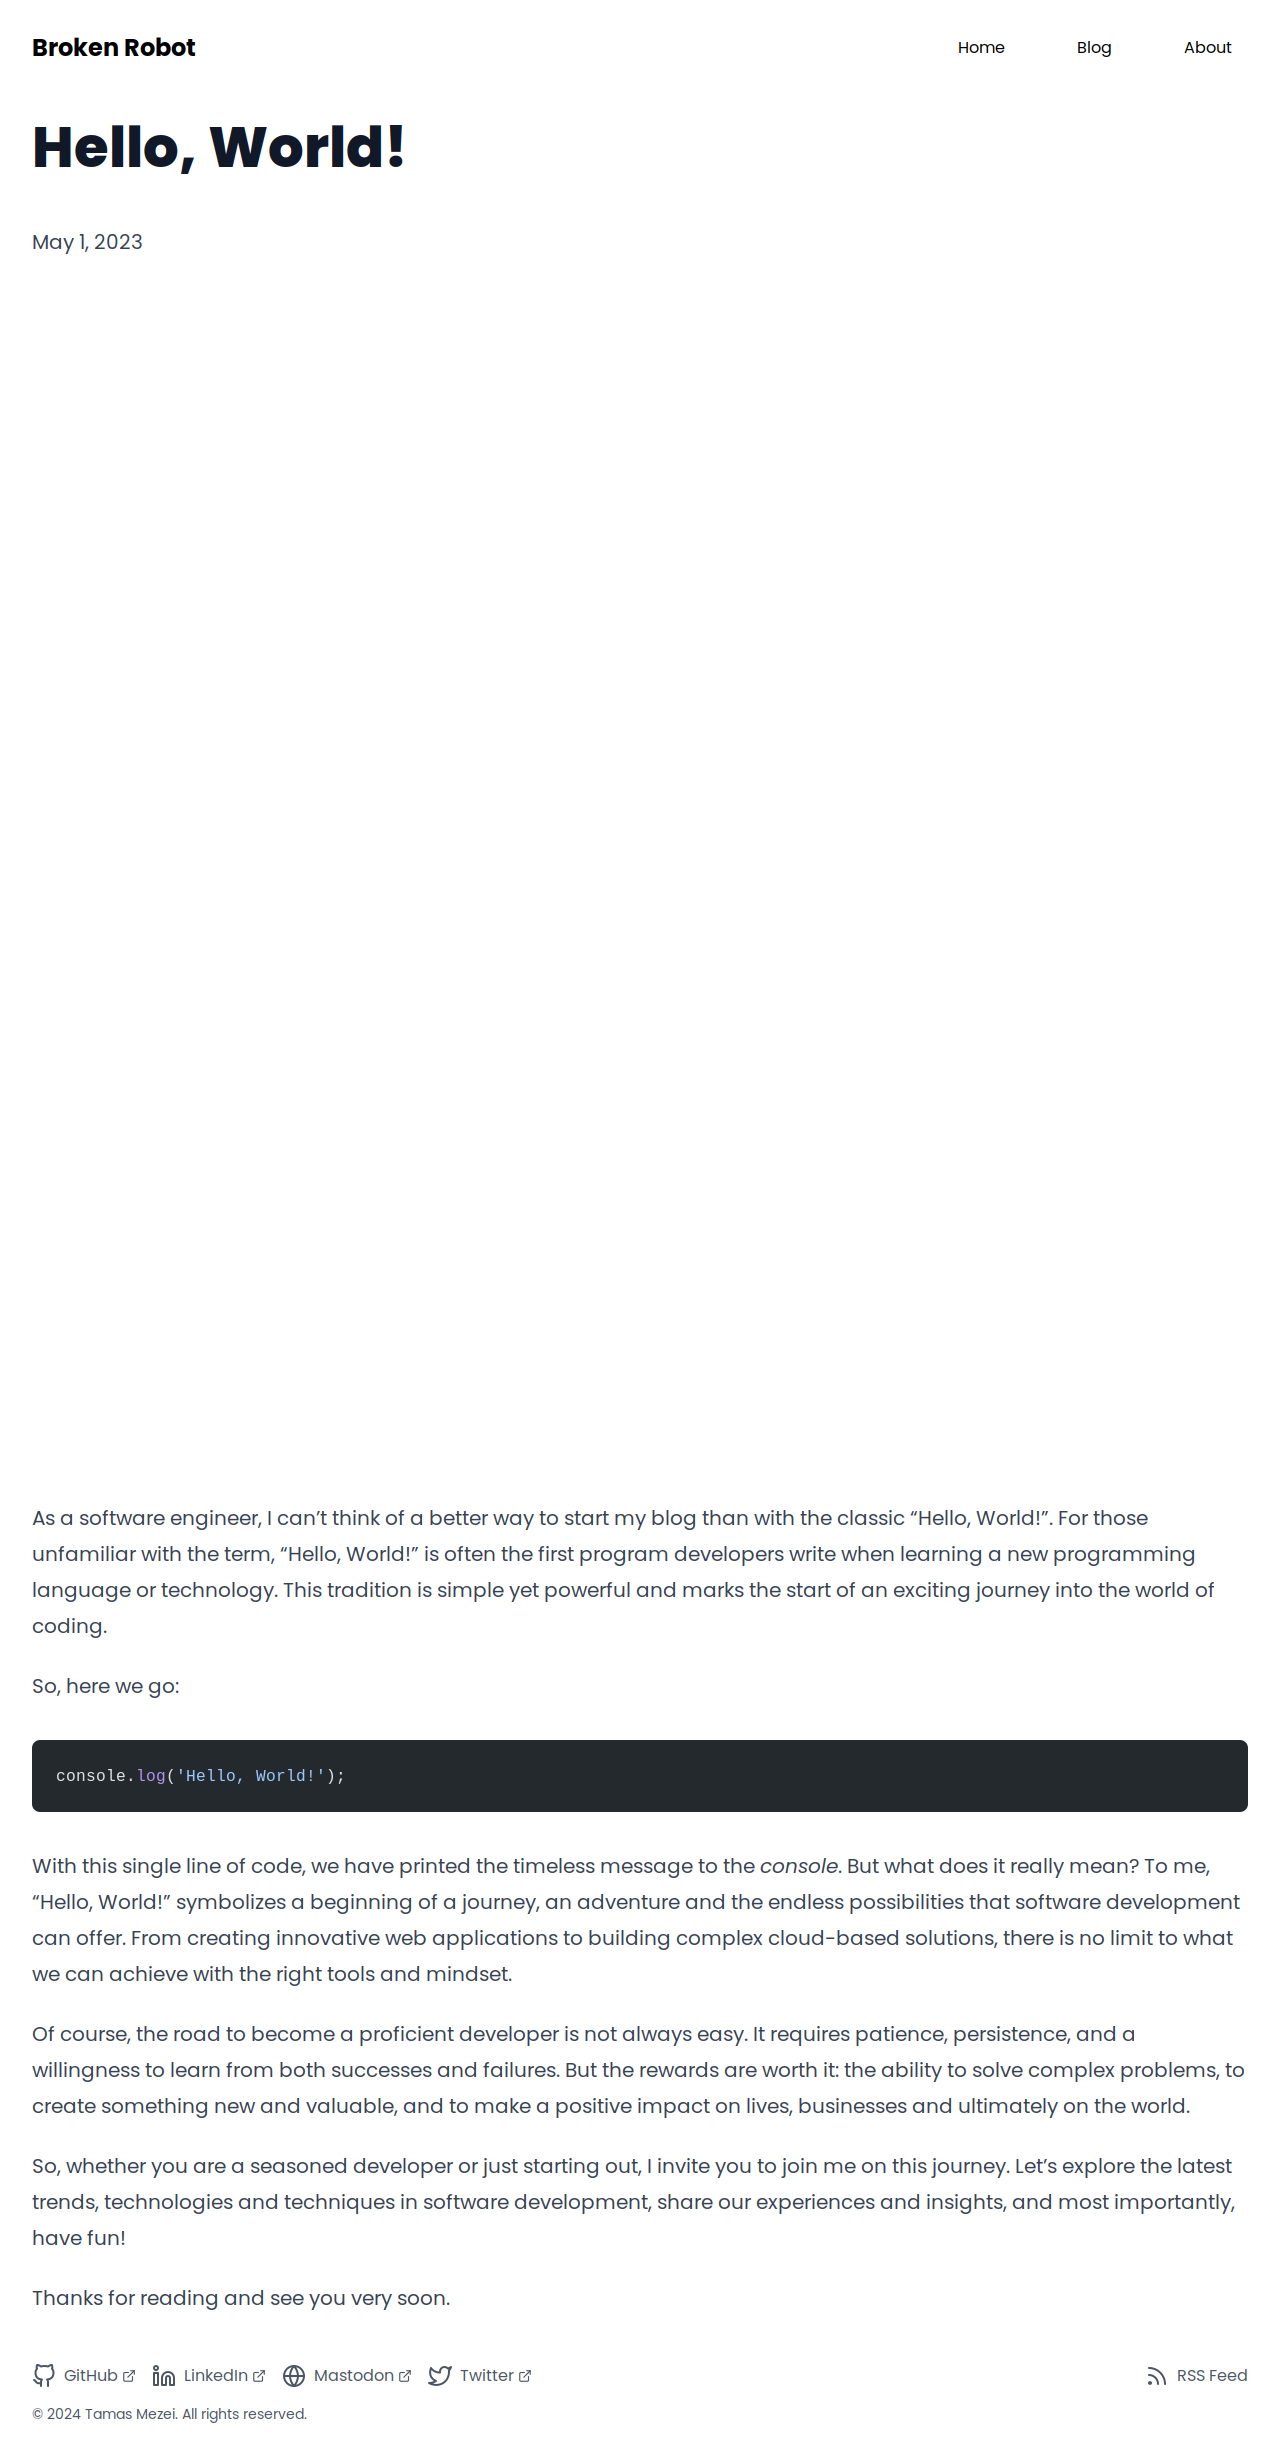 Broken Robot
Home
Blog
About
Hello, World!
May 1, 2023
As a software engineer, I can’t think of a better way to start my blog than with the classic “Hello, World!”. For those
unfamiliar with the term, “Hello, World!” is often the first program developers write when learning a new programming
language or technology. This tradition is simple yet powerful and marks the start of an exciting journey into the world of
coding.
So, here we go:
console.log('Hello, World!');
With this single line of code, we have printed the timeless message to the console. But what does it really mean? To me,
“Hello, World!” symbolizes a beginning of a journey, an adventure and the endless possibilities that software development
can offer. From creating innovative web applications to building complex cloud-based solutions, there is no limit to what
we can achieve with the right tools and mindset.
Of course, the road to become a proficient developer is not always easy. It requires patience, persistence, and a
willingness to learn from both successes and failures. But the rewards are worth it: the ability to solve complex problems, to
create something new and valuable, and to make a positive impact on lives, businesses and ultimately on the world.
So, whether you are a seasoned developer or just starting out, I invite you to join me on this journey. Let’s explore the latest
trends, technologies and techniques in software development, share our experiences and insights, and most importantly,
have fun!
Thanks for reading and see you very soon.
GitHub
LinkedIn
Mastodon
Twitter
RSS Feed
© 2024 Tamas Mezei. All rights reserved.